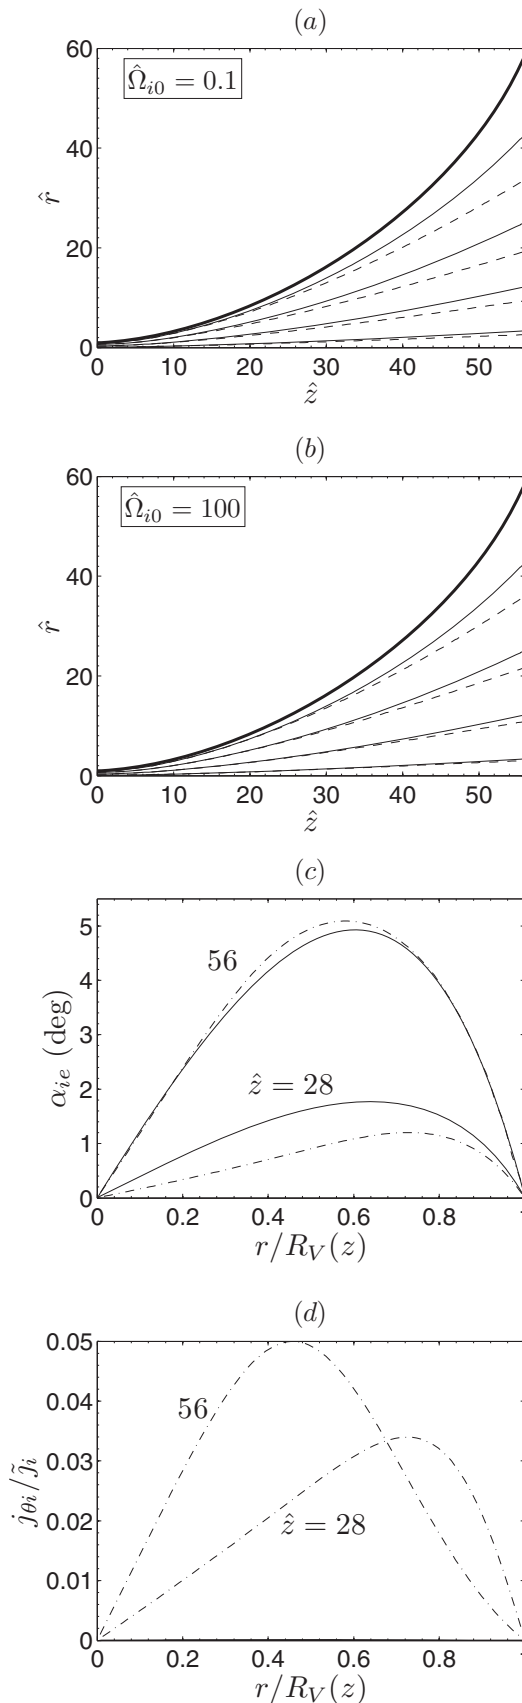 (a)
60
40
20
0
r̂
Ω̂i0 = 0.1
0 10 20 30 40 50
ẑ
(b)
60
40
20
0
r̂
Ω̂i0 = 100
0 10 20 30 40 50
ẑ
(c)
5
4
3
2
1
0
αie (deg)
56
ẑ = 28
0 0.2 0.4 0.6 0.8 1
r/RV(z)
(d)
0.05
0.04
0.03
0.02
0.01
0
jθi/j̃i
56
ẑ = 28
0 0.2 0.4 0.6 0.8
r/RV(z)